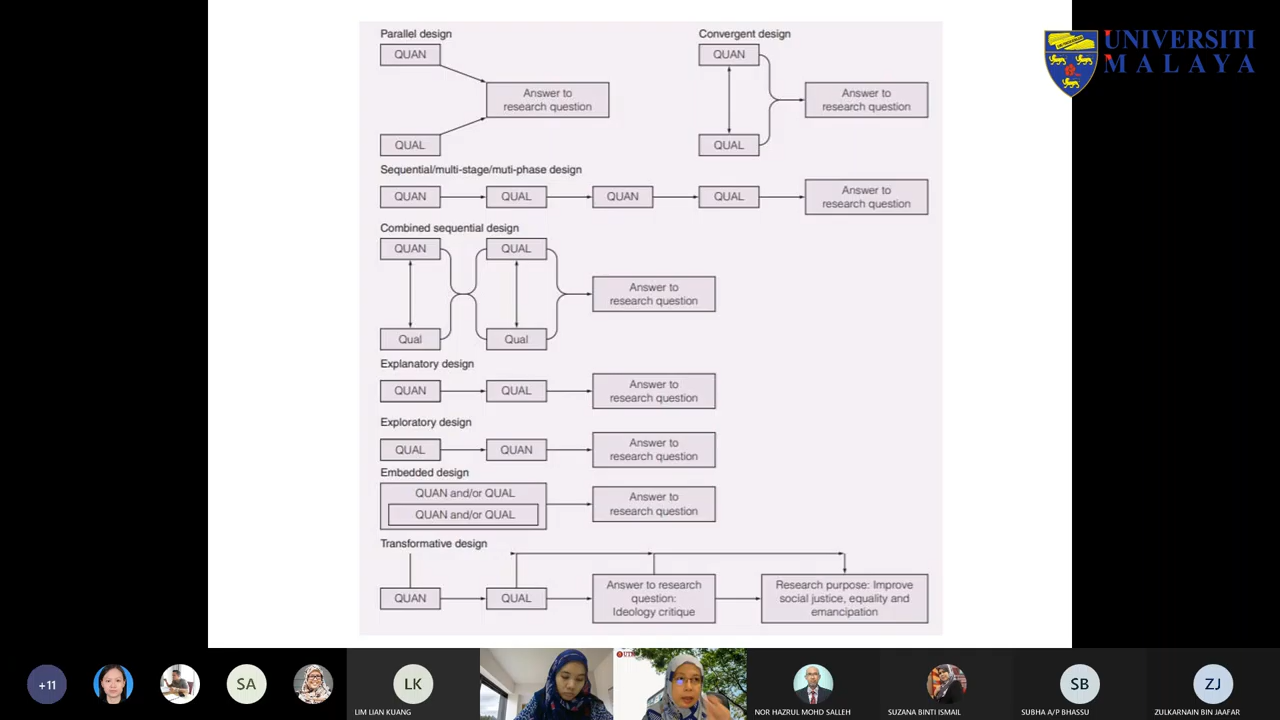 Parallel design
QUAN
Answer to
research question
QUAL
Convergent design
QUAN
Answer to
research question
QUAL
UNIVERSITI
MALAYA
Sequential/multi-stage/muti-phase design
QUAN
QUAL
QUAN
QUAL
Answer to
research question
Combined sequential design
QUAN
QUAL
Answer to
research question
Qual
Qual
Explanatory design
QUAN
QUAL
Answer to
research question
Exploratory design
QUAL
QUAN
Answer to
research question
Embedded design
QUAN and/or QUAL
QUAN and/or QUAL
Answer to
research question
Transformative design
QUAN
QUAL
Answer to research
question:
Ideology critique
Research purpose: Improve
social justice, equality and
emancipation
+11
SA
LK
LIM LIAN KUANG
NOR HAZRUL MOHD SALLEH
SUZANA BINTI ISMAIL
SB
SUBHA A/P BHASSU
ZJ
ZULKARNAIN BIN JAAFAR